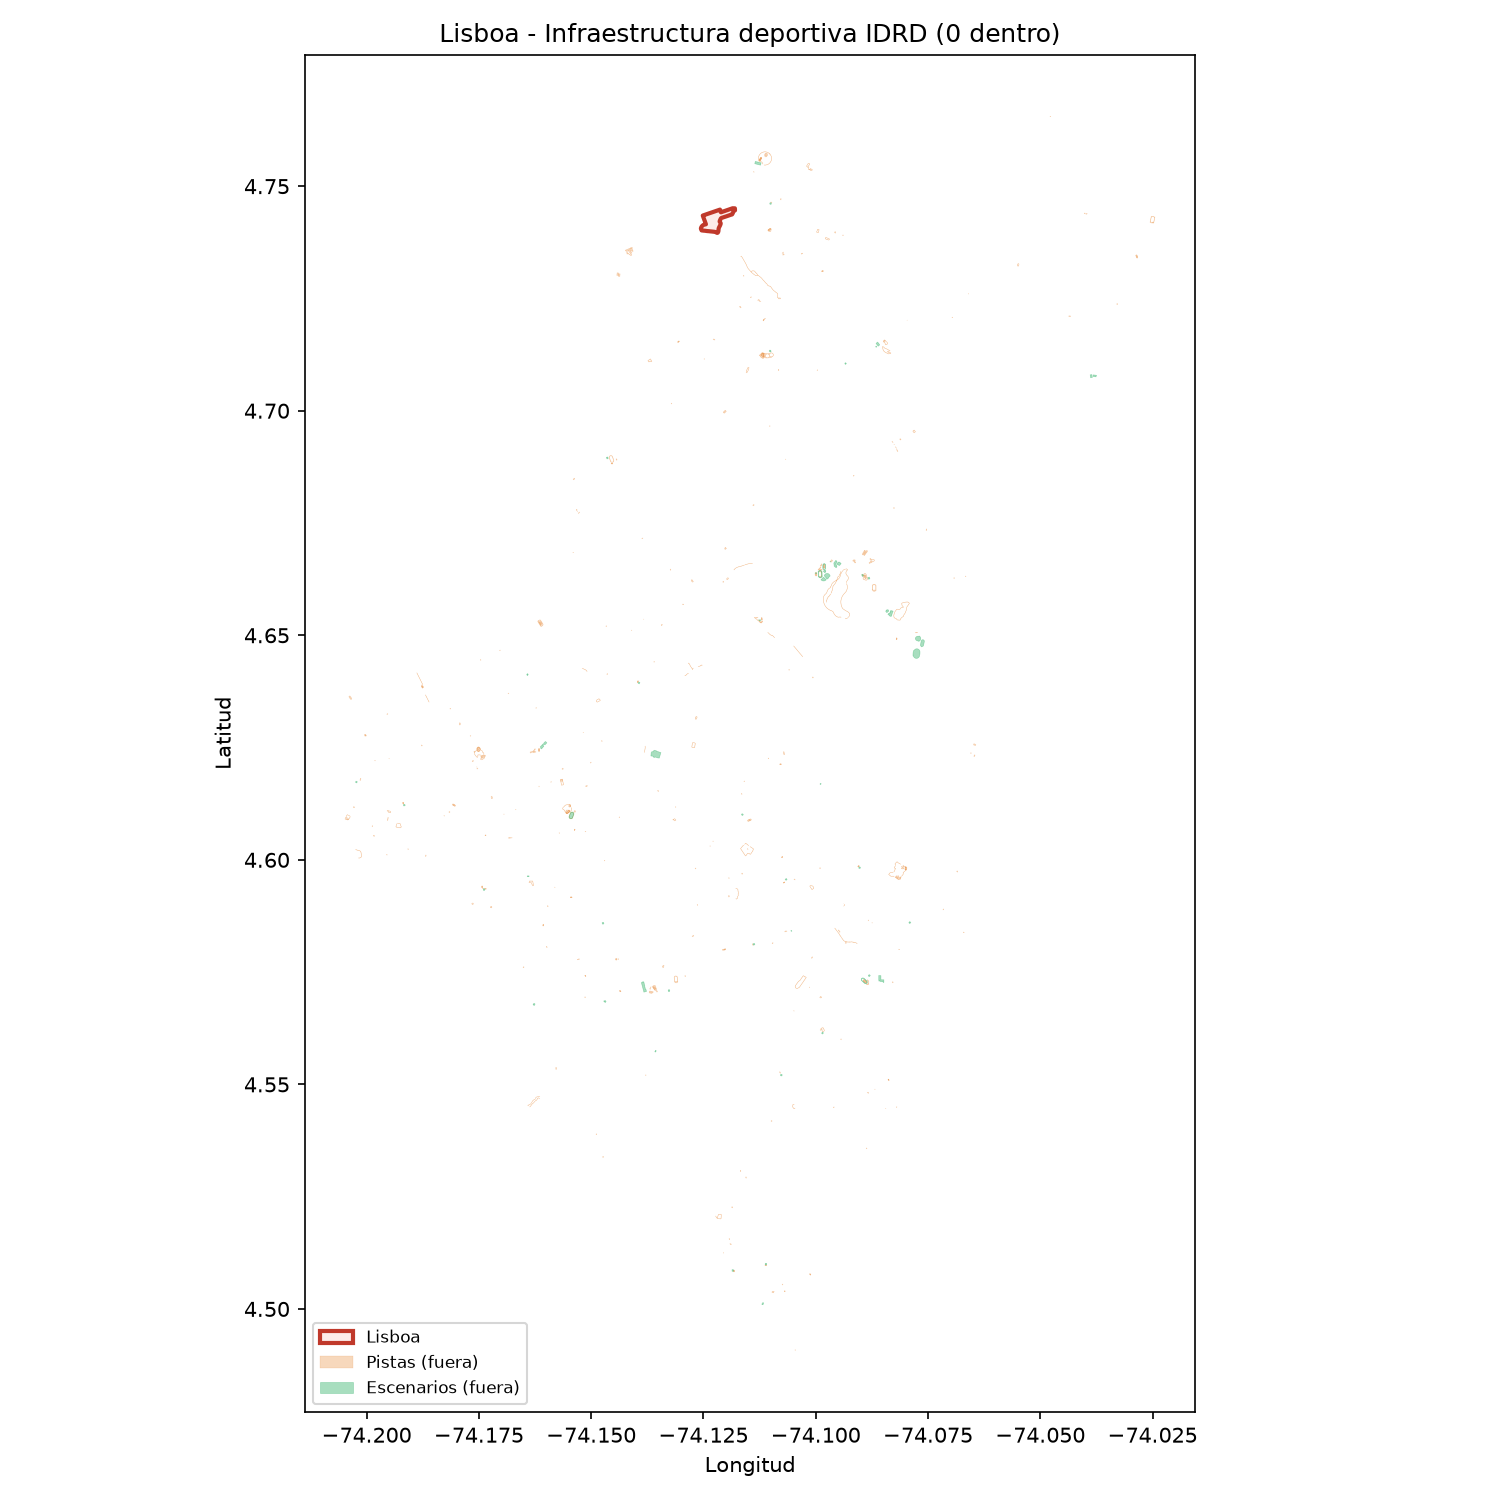 Lisboa - Infraestructura deportiva IDRD (0 dentro)
4.75
4.70
4.65
4.60
4.55
4.50
Latitud
Lisboa
Pistas (fuera)
Escenarios (fuera)
−74.200 −74.175 −74.150 −74.125 −74.100 −74.075 −74.050 −74.025
Longitud